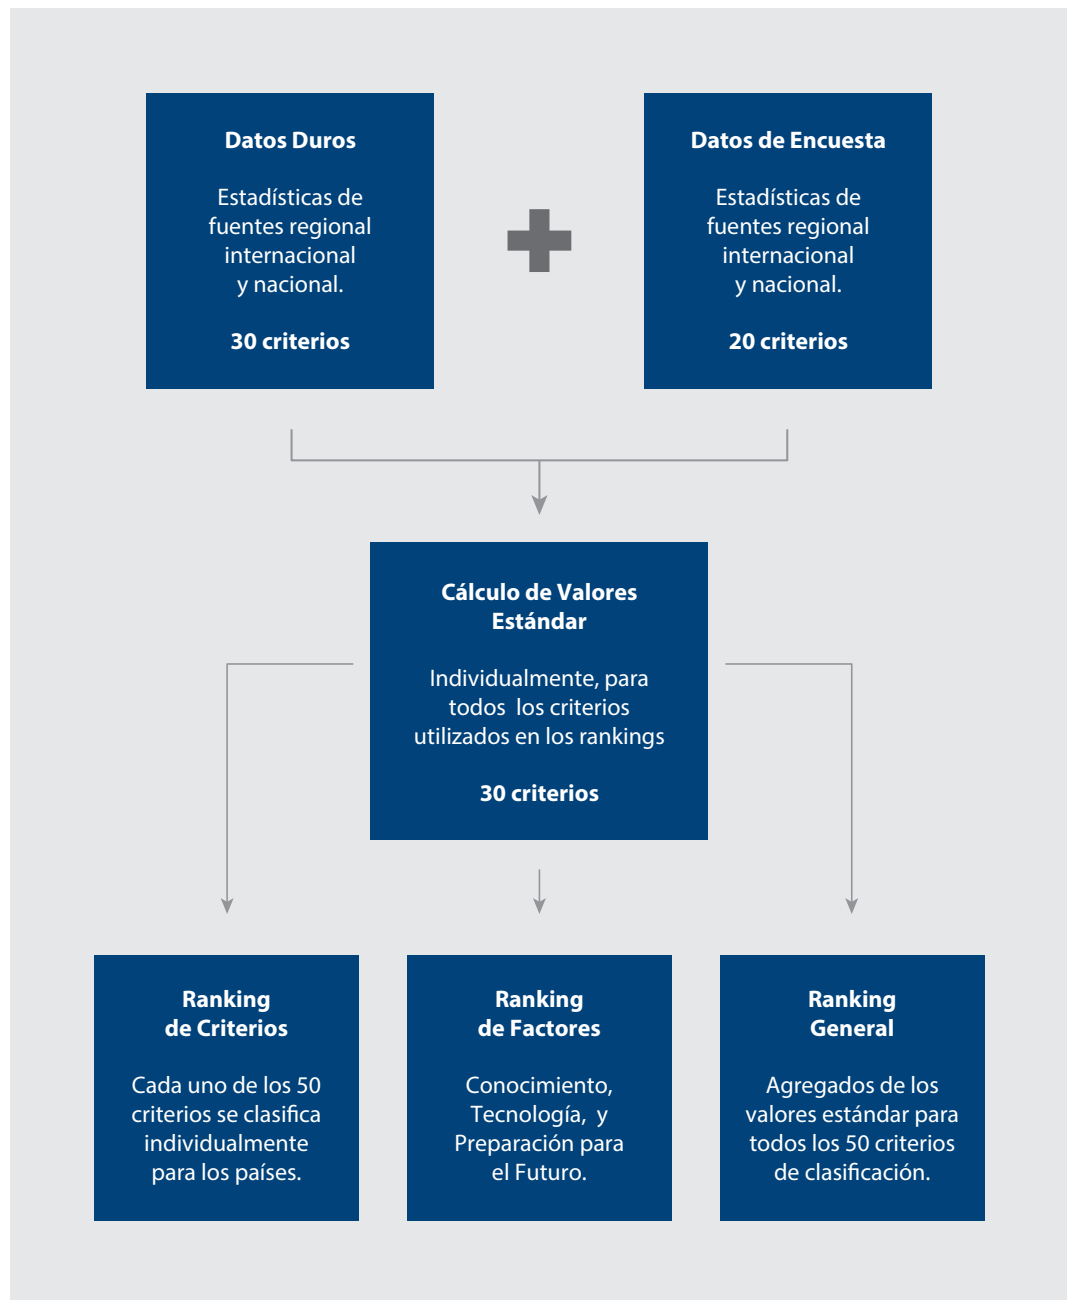 Datos Duros
Estadísticas de
fuentes regional
internacional
y nacional.
30 criterios
Datos de Encuesta
Estadísticas de
fuentes regional
internacional
y nacional.
20 criterios
Cálculo de Valores
Estándar
Individualmente, para
todos los criterios
utilizados en los rankings
30 criterios
Ranking
de Criterios
Cada uno de los 50
criterios se clasifica
individualmente
para los países.
Ranking
de Factores
Conocimiento,
Tecnología, y
Preparación para
el Futuro.
Ranking
General
Agregados de los
valores estándar para
todos los 50 criterios
de clasificación.